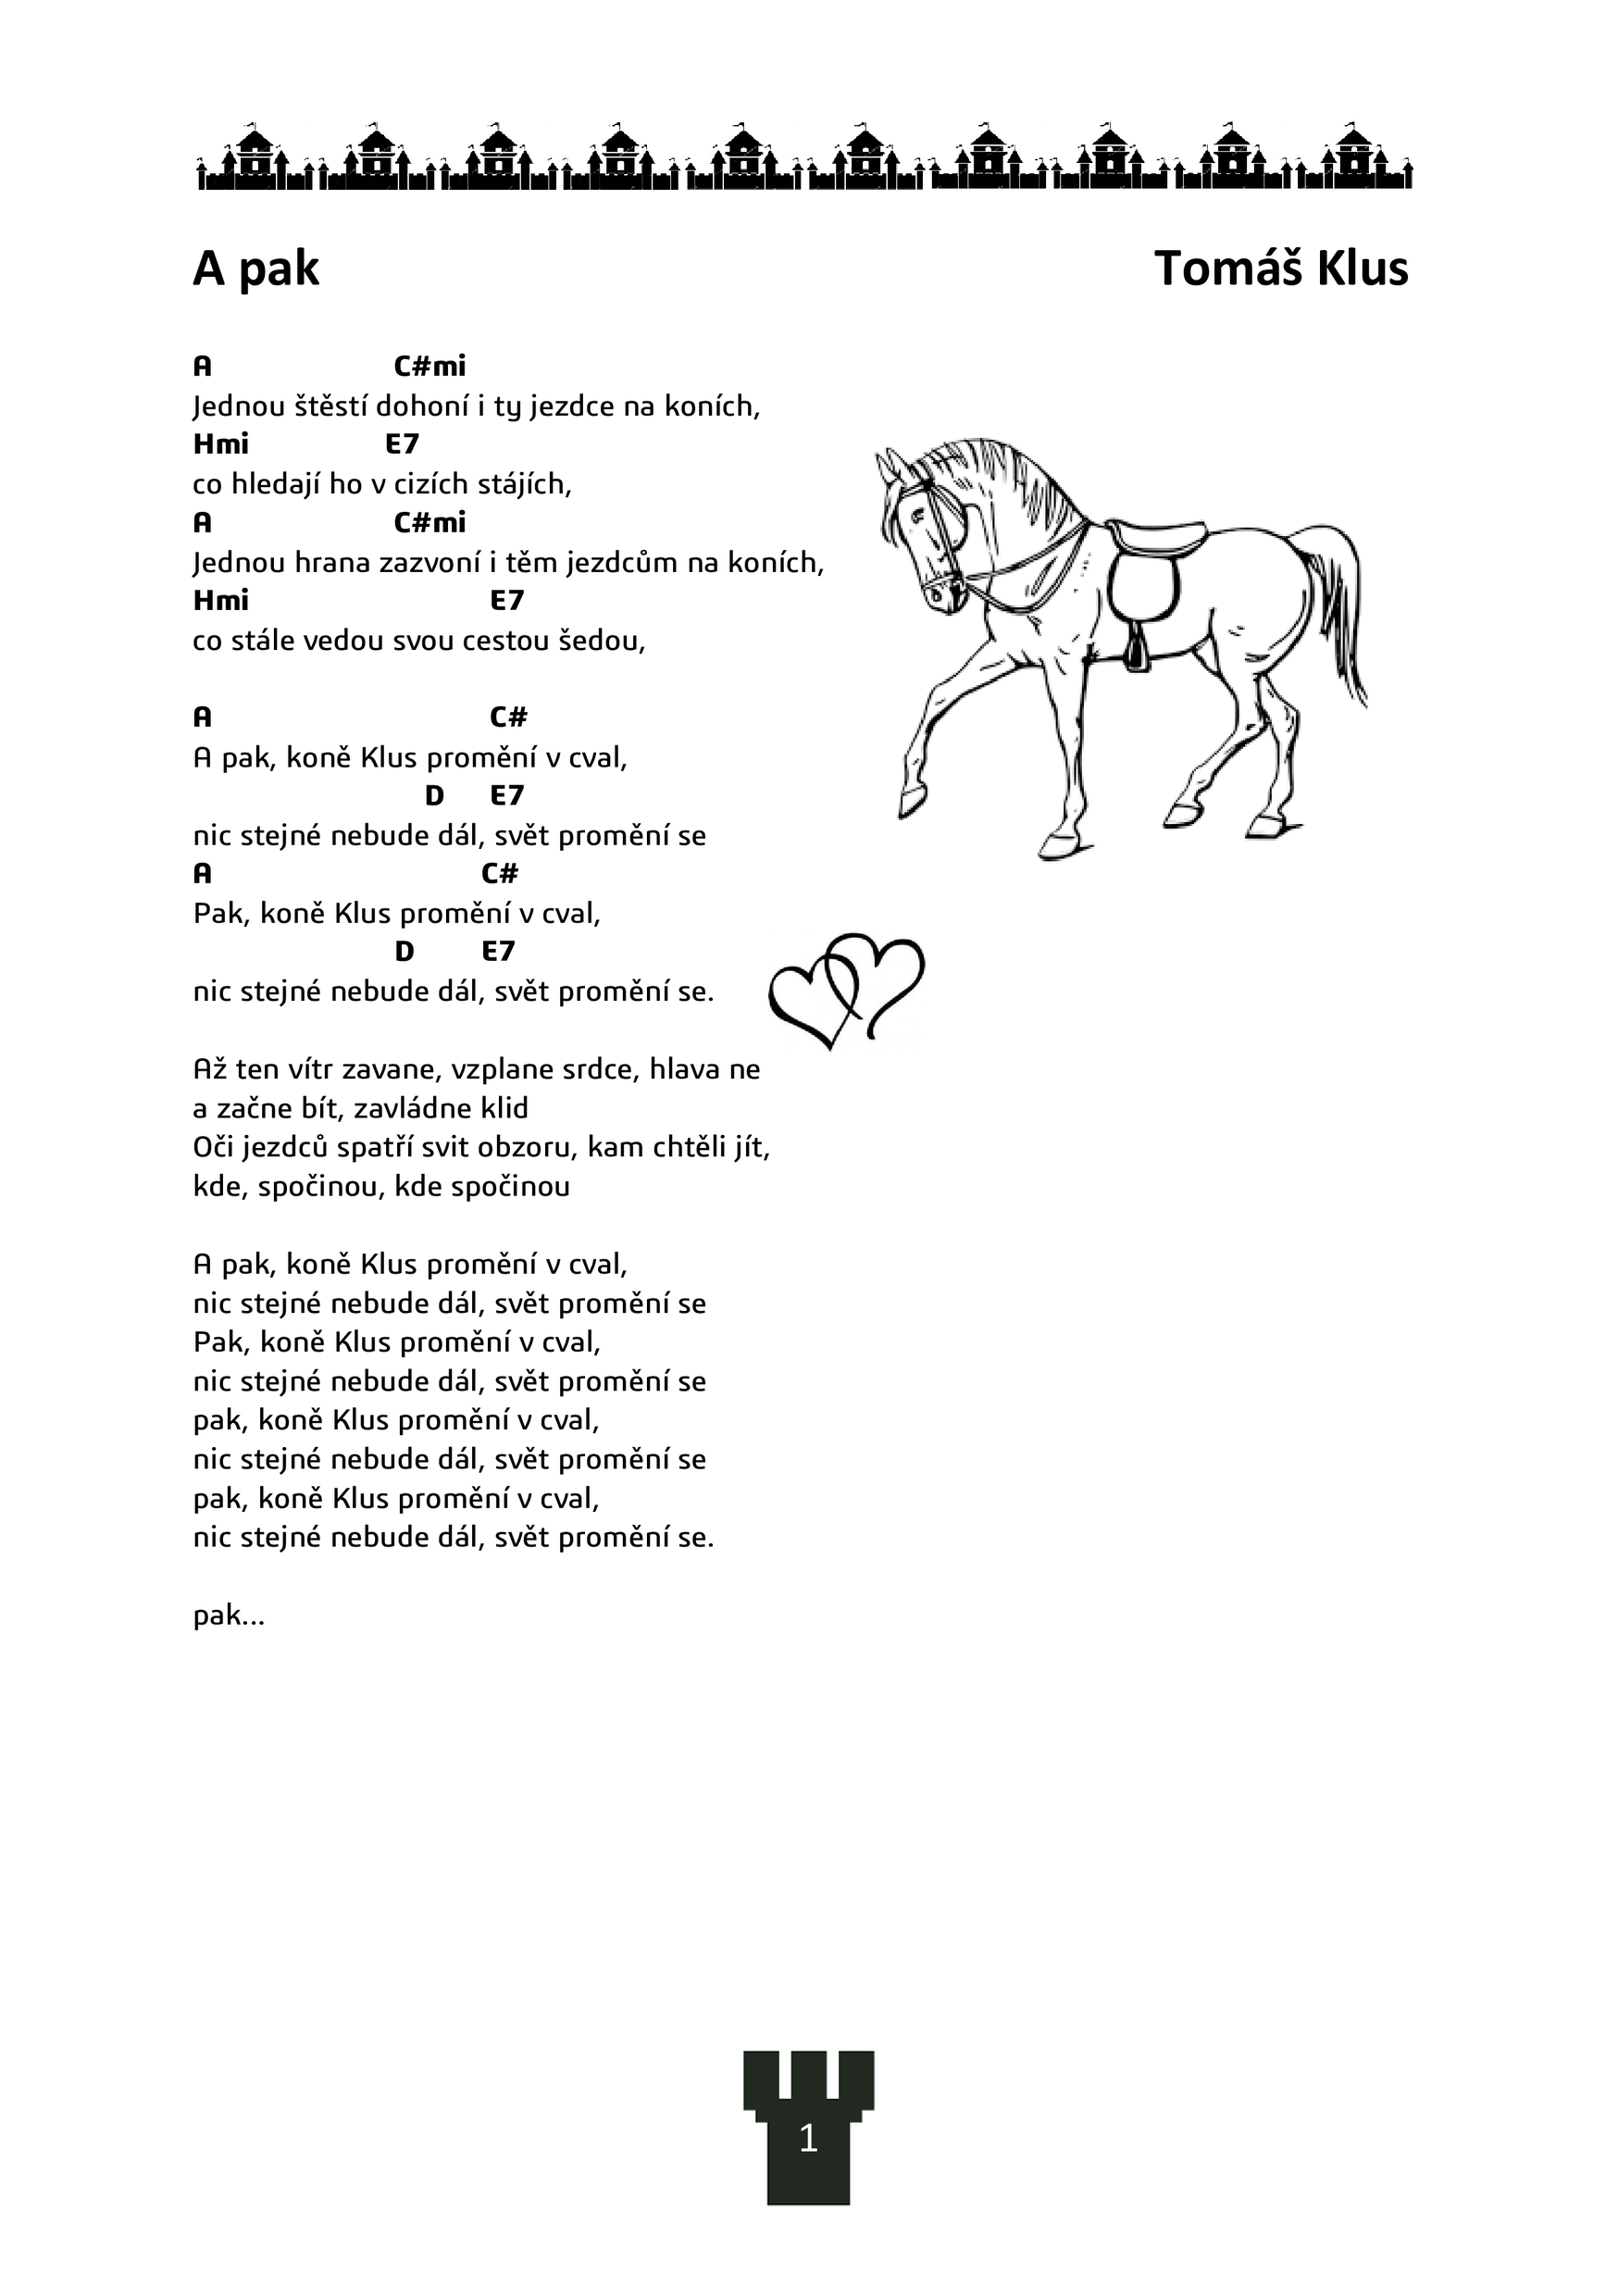 A pak Tomáš Klus
A C#mi
Jednou štěstí dohoní i ty jezdce na koních,
Hmi E7
co hledají ho v cizích stájích,
A C#mi
Jednou hrana zazvoní i těm jezdcům na koních,
Hmi E7
co stále vedou svou cestou šedou,
A C#
A pak, koně Klus promění v cval,
D E7
nic stejné nebude dál, svět promění se
A C#
Pak, koně Klus promění v cval,
D E7
nic stejné nebude dál, svět promění se.
Až ten vítr zavane, vzplane srdce, hlava ne
a začne bít, zavládne klid
Oči jezdců spatří svit obzoru, kam chtěli jít,
kde, spočinou, kde spočinou
A pak, koně Klus promění v cval,
nic stejné nebude dál, svět promění se
Pak, koně Klus promění v cval,
nic stejné nebude dál, svět promění se
pak, koně Klus promění v cval,
nic stejné nebude dál, svět promění se
pak, koně Klus promění v cval,
nic stejné nebude dál, svět promění se.
pak...
1